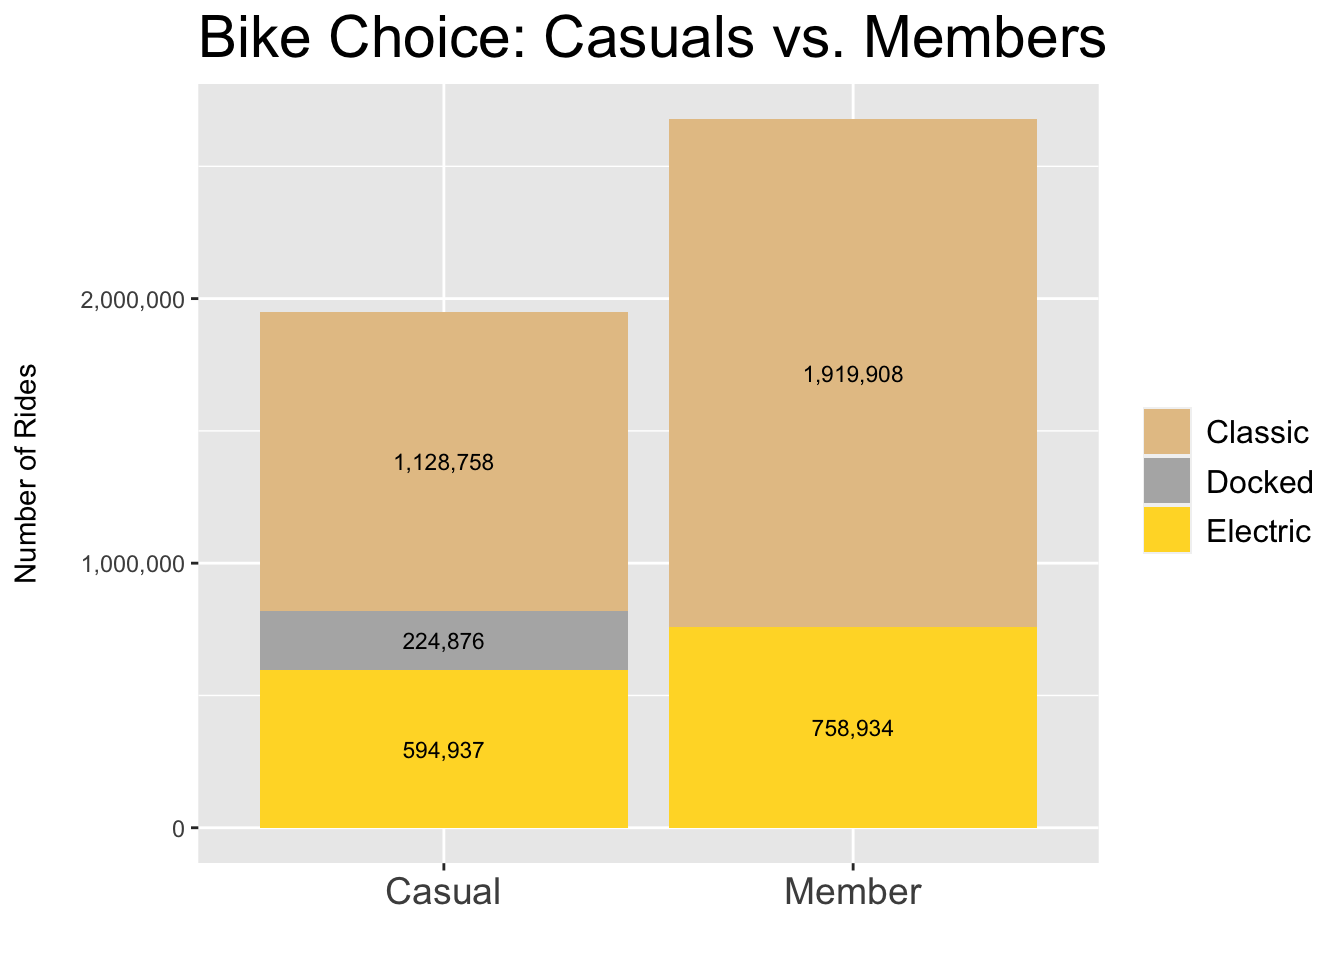 Bike Choice: Casuals vs. Members
Number of Rides
2,000,000
1,000,000
0
1,128,758
224,876
594,937
1,919,908
758,934
Casual
Member
Classic
Docked
Electric